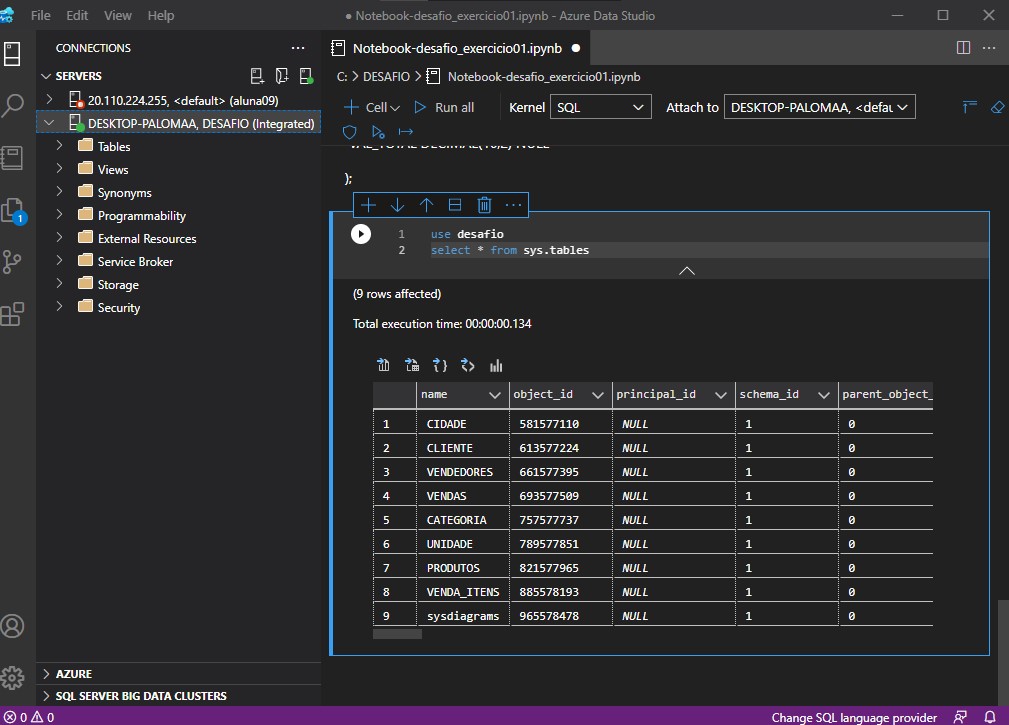 File Edit View Help
● Notebook-desafio_exercicio01.ipynb - Azure Data Studio
CONNECTIONS
SERVERS
20.110.224.255, <default> (aluna09)
DESKTOP-PALOMAA, DESAFIO (Integrated)
Tables
Views
Synonyms
Programmability
External Resources
Service Broker
Storage
Security
AZURE
SQL SERVER BIG DATA CLUSTERS
1
Notebook-desafio_exercicio01.ipynb ●
C: > DESAFIO > Notebook-desafio_exercicio01.ipynb
Cell Run all Kernel SQL Attach to DESKTOP-PALOMAA, <defau
);
1 use desafio
2 select * from sys.tables
(9 rows affected)
Total execution time: 00:00:00.134
name object_id principal_id schema_id parent_object_
1 CIDADE 581577110 NULL 1 0
2 CLIENTE 613577224 NULL 1 0
3 VENDEDORES 661577395 NULL 1 0
4 VENDAS 693577509 NULL 1 0
5 CATEGORIA 757577737 NULL 1 0
6 UNIDADE 789577851 NULL 1 0
7 PRODUTOS 821577965 NULL 1 0
8 VENDA_ITENS 885578193 NULL 1 0
9 sysdiagrams 965578478 NULL 1 0
0 0
Change SQL language provider